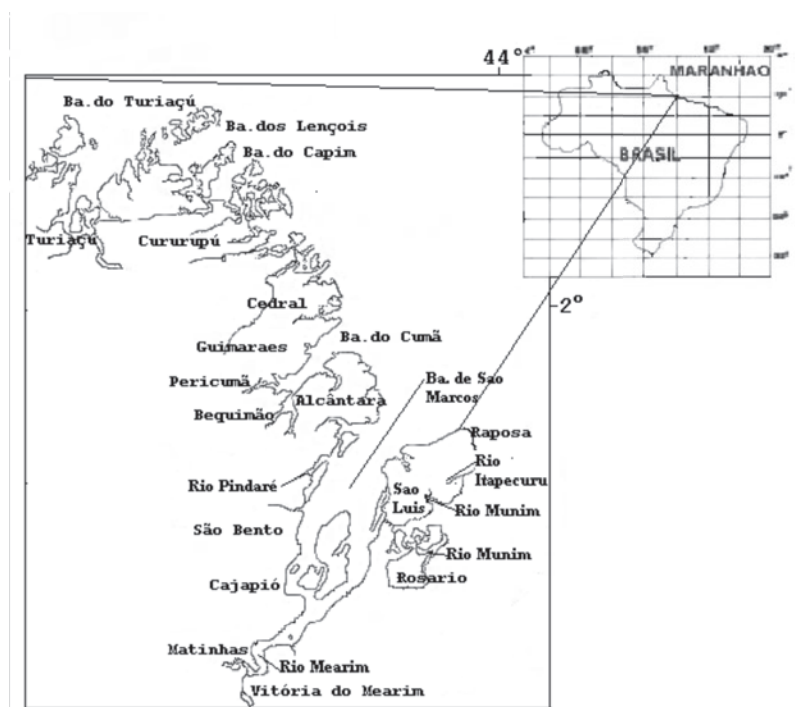 44°
MARANHAO
BRASIL
Ba.do Turiaçú
Ba.dos Lençois
Ba.do Capim
Turiaçú
Cururupú
Cedral
-2°
Guimaraes
Ba.do Cumã
Pericumã
Ba. de Sao
Marcos
Alcântara
Bequimão
Raposa
Rio
Itapecuru
Rio Pindaré
Sao
Luis
Rio Munim
São Bento
Rio Munim
Cajapió
Rosario
Matinhas
Rio Mearim
Vitória do Mearim